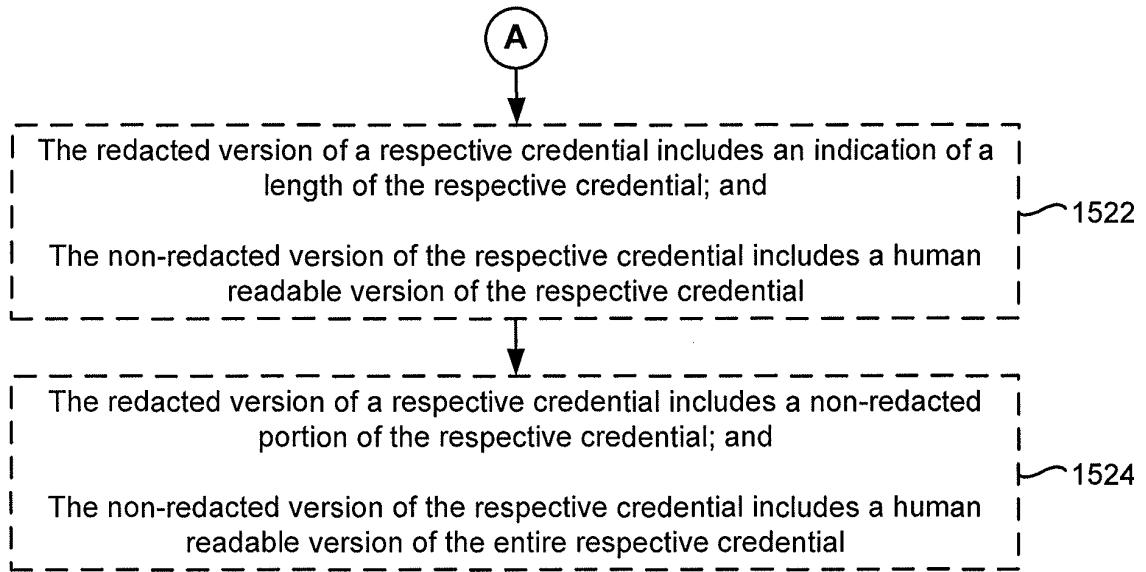 A
The redacted version of a respective credential includes an indication of a
length of the respective credential; and
The non-redacted version of the respective credential includes a human
readable version of the respective credential
1522
The redacted version of a respective credential includes a non-redacted
portion of the respective credential; and
The non-redacted version of the respective credential includes a human
readable version of the entire respective credential
1524